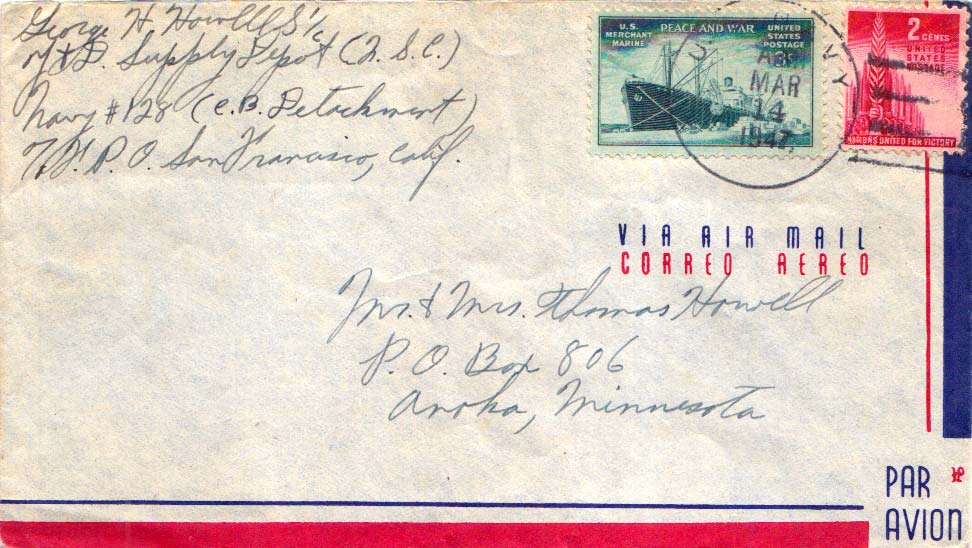 George H. Howell S 1/c
M & D. Supply Depot (N. S. C.)
Navy #128 (C. B. Detachment)
F. P. O. San Francisco, Calif.
U.S. MERCHANT MARINE
PEACE AND WAR
UNITED STATES POSTAGE
2 CENTS
UNITED STATES POSTAGE
NATIONS UNITED FOR VICTORY
MAR
14
1947
VIA AIR MAIL
CORREO AEREO
Mr. & Mrs. Thomas Howell
P. O. Box 806
Anoka, Minnesota
PAR
AVION